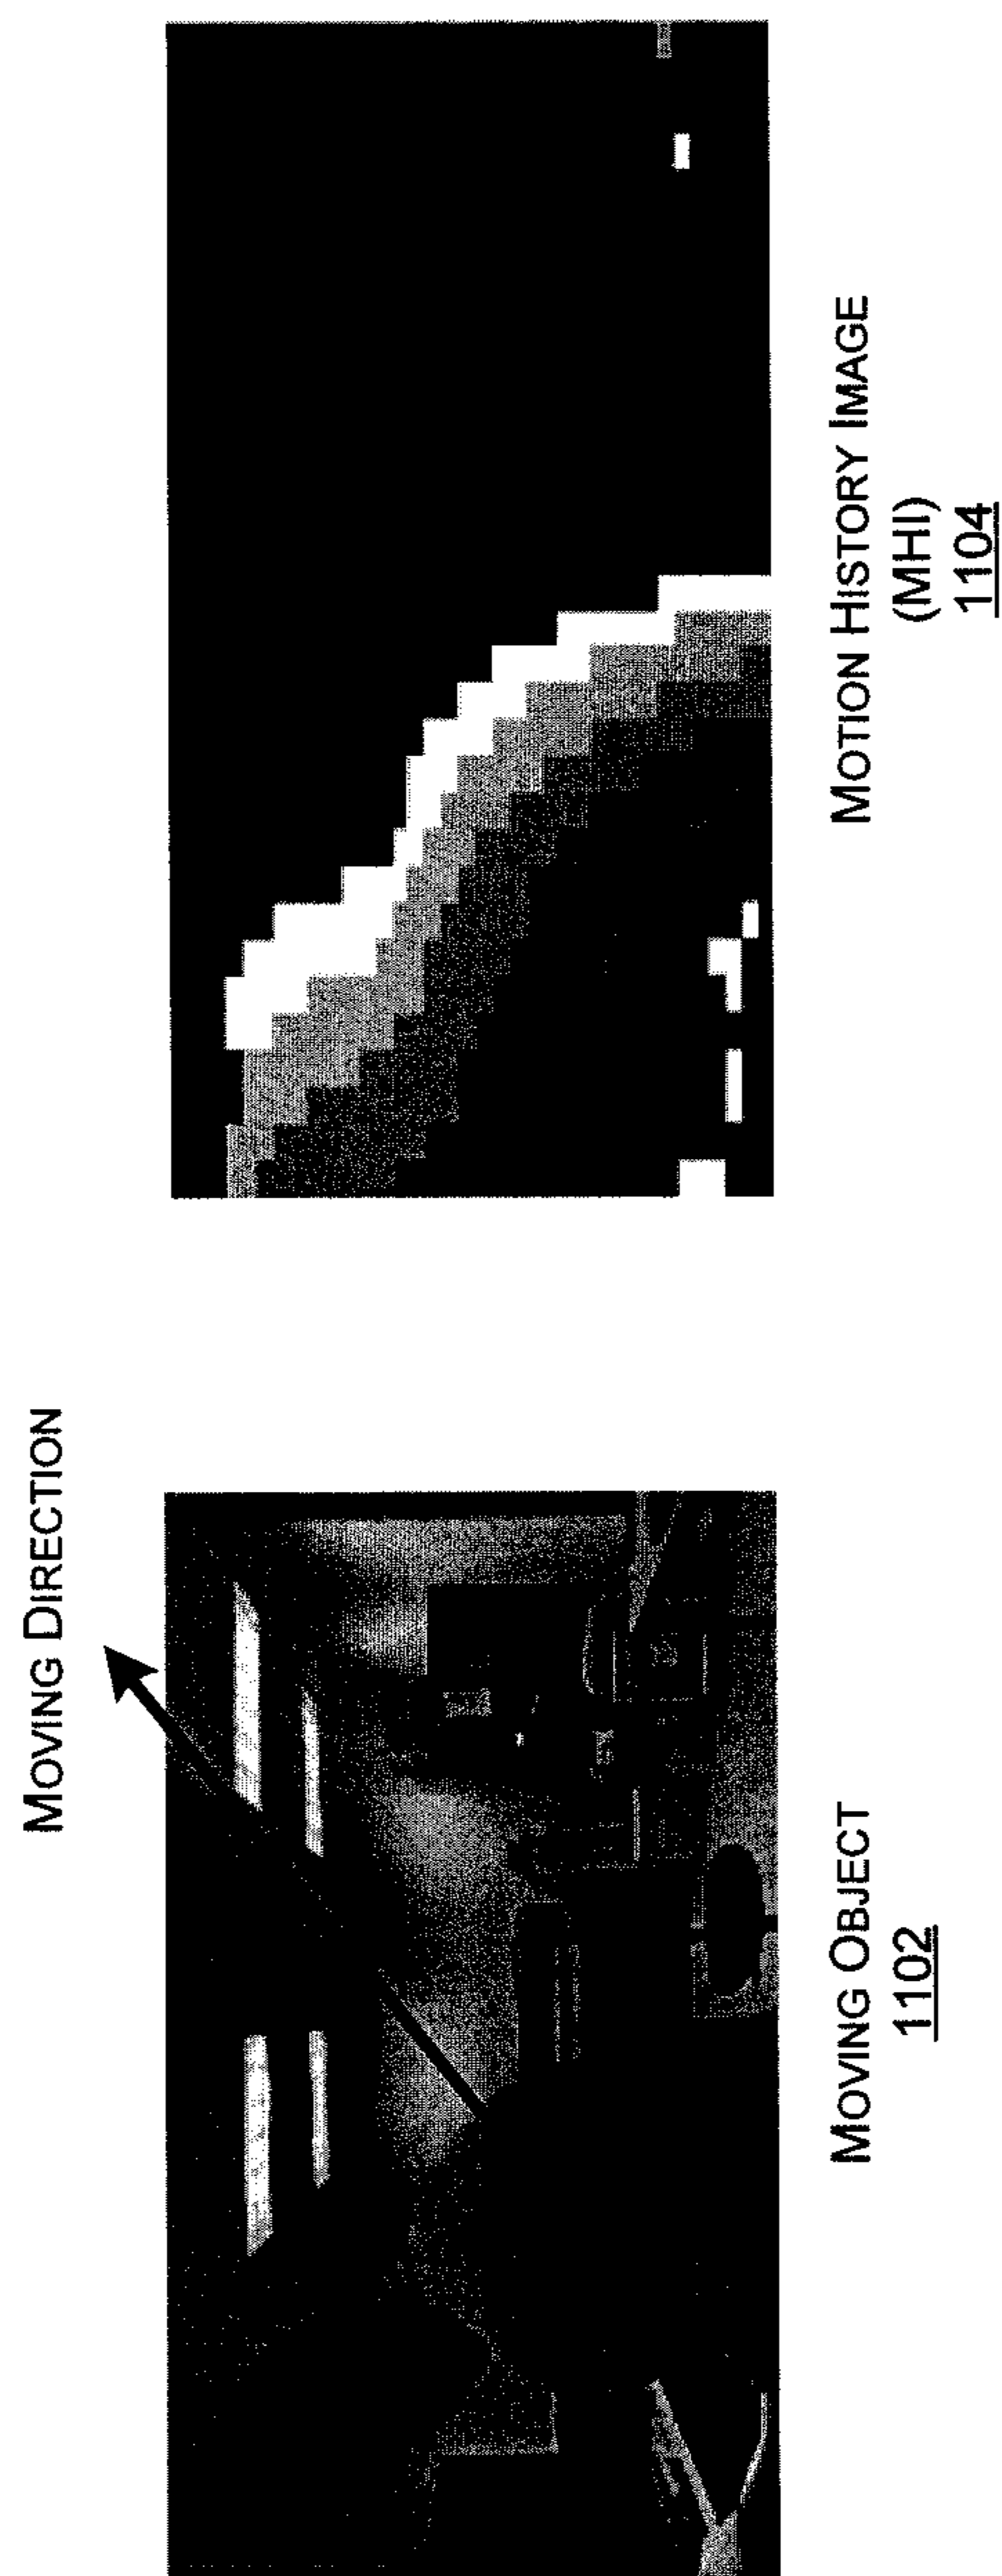 MOVING DIRECTION
MOVING OBJECT
1102
MOTION HISTORY IMAGE
(MHI)
1104